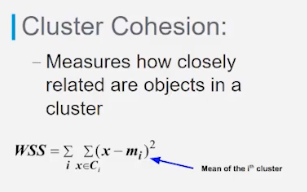 Cluster Cohesion:
– Measures how closely
related are objects in a
cluster
WSS = Σ Σ (x – mᵢ)²
i x∈Cᵢ
Mean of the iᵗʰ cluster